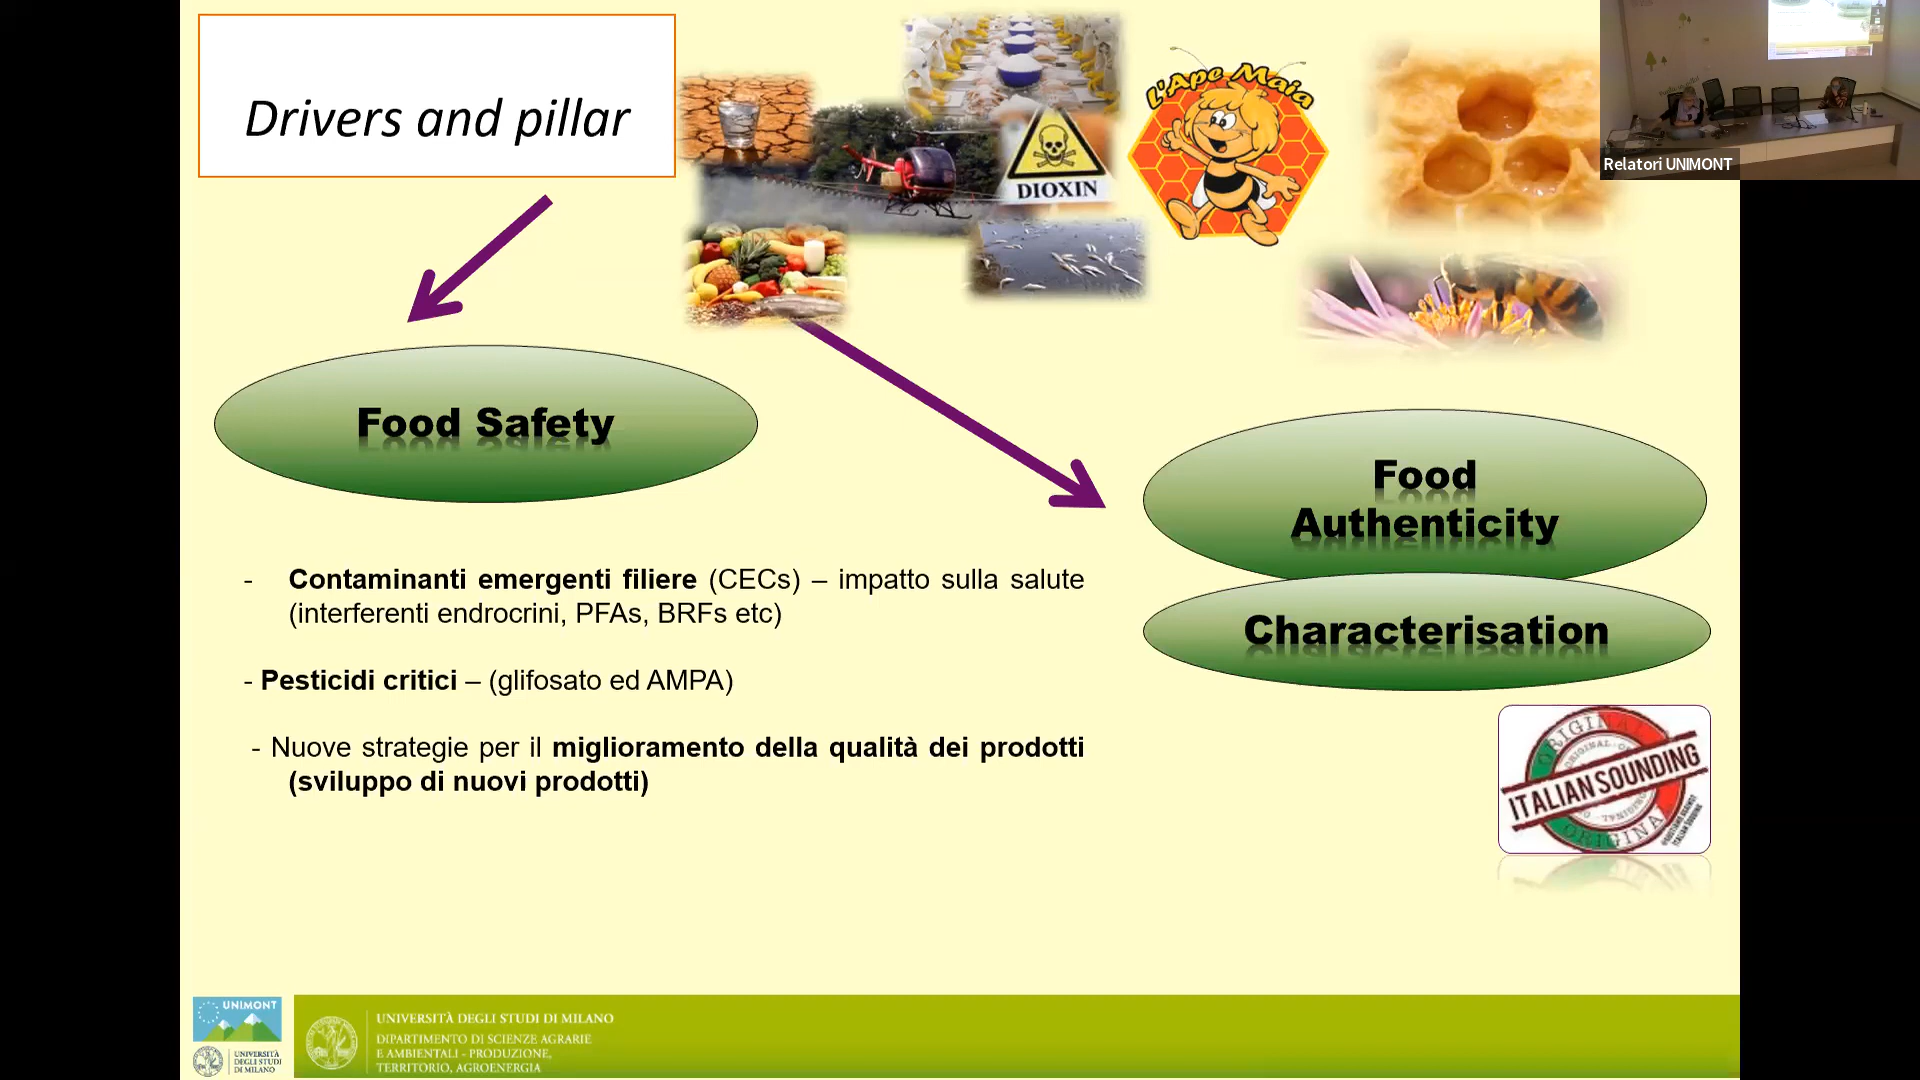 Drivers and pillar
L'Ape Maia
DIOXIN
Relatori UNIMONT
Food Safety
Food
Authenticity
Characterisation
- Contaminanti emergenti filiere (CECs) – impatto sulla salute
(interferenti endocrini, PFAs, BRFs etc)
- Pesticidi critici – (glifosato ed AMPA)
- Nuove strategie per il miglioramento della qualità dei prodotti
(sviluppo di nuovi prodotti)
ORIGINAL
ITALIAN SOUNDING
ORIGINA
UNIMONT
UNIVERSITÀ
DEGLI STUDI
DI MILANO
UNIVERSITÀ DEGLI STUDI DI MILANO
DIPARTIMENTO DI SCIENZE AGRARIE
E AMBIENTALI - PRODUZIONE,
TERRITORIO, AGROENERGIA